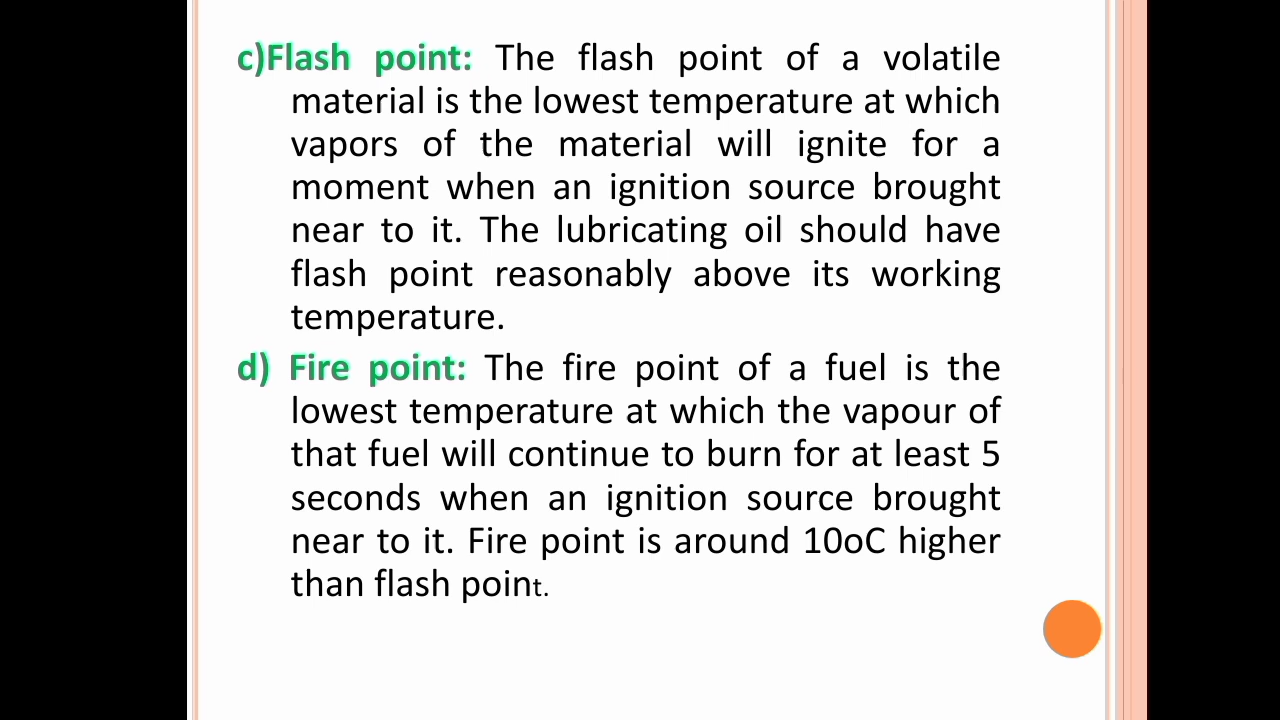 c)Flash point: The flash point of a volatile
material is the lowest temperature at which
vapors of the material will ignite for a
moment when an ignition source brought
near to it. The lubricating oil should have
flash point reasonably above its working
temperature.
d) Fire point: The fire point of a fuel is the
lowest temperature at which the vapour of
that fuel will continue to burn for at least 5
seconds when an ignition source brought
near to it. Fire point is around 10oC higher
than flash point.